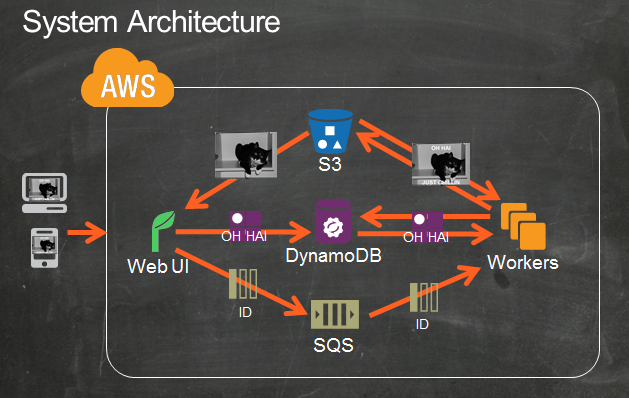 System Architecture
AWS
S3
OH HAI
JUST CHILLIN
OH HAI
DynamoDB
OH HAI
Web UI
Workers
ID
ID
SQS